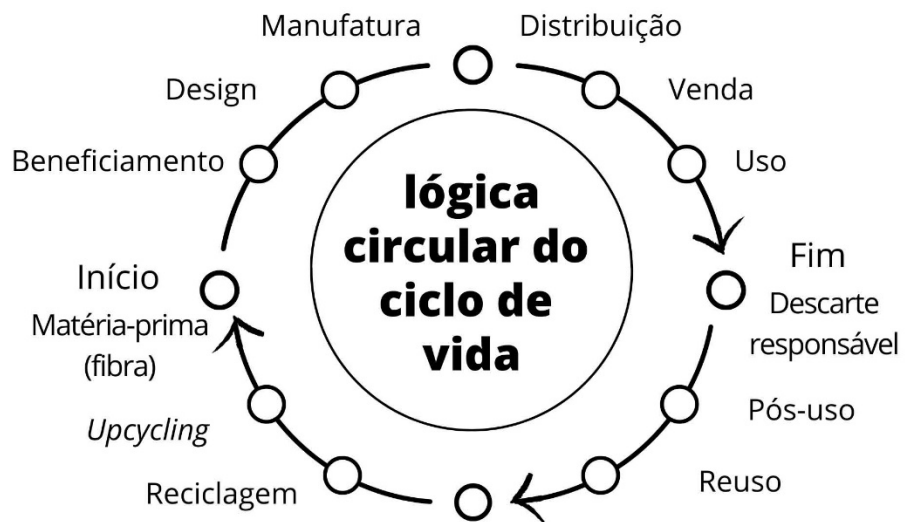 Manufatura
Distribuição
Design
Venda
Beneficiamento
Uso
lógica
circular do
ciclo de
vida
Início
Matéria-prima
(fibra)
Fim
Descarte
responsável
Upcycling
Pós-uso
Reciclagem
Reuso